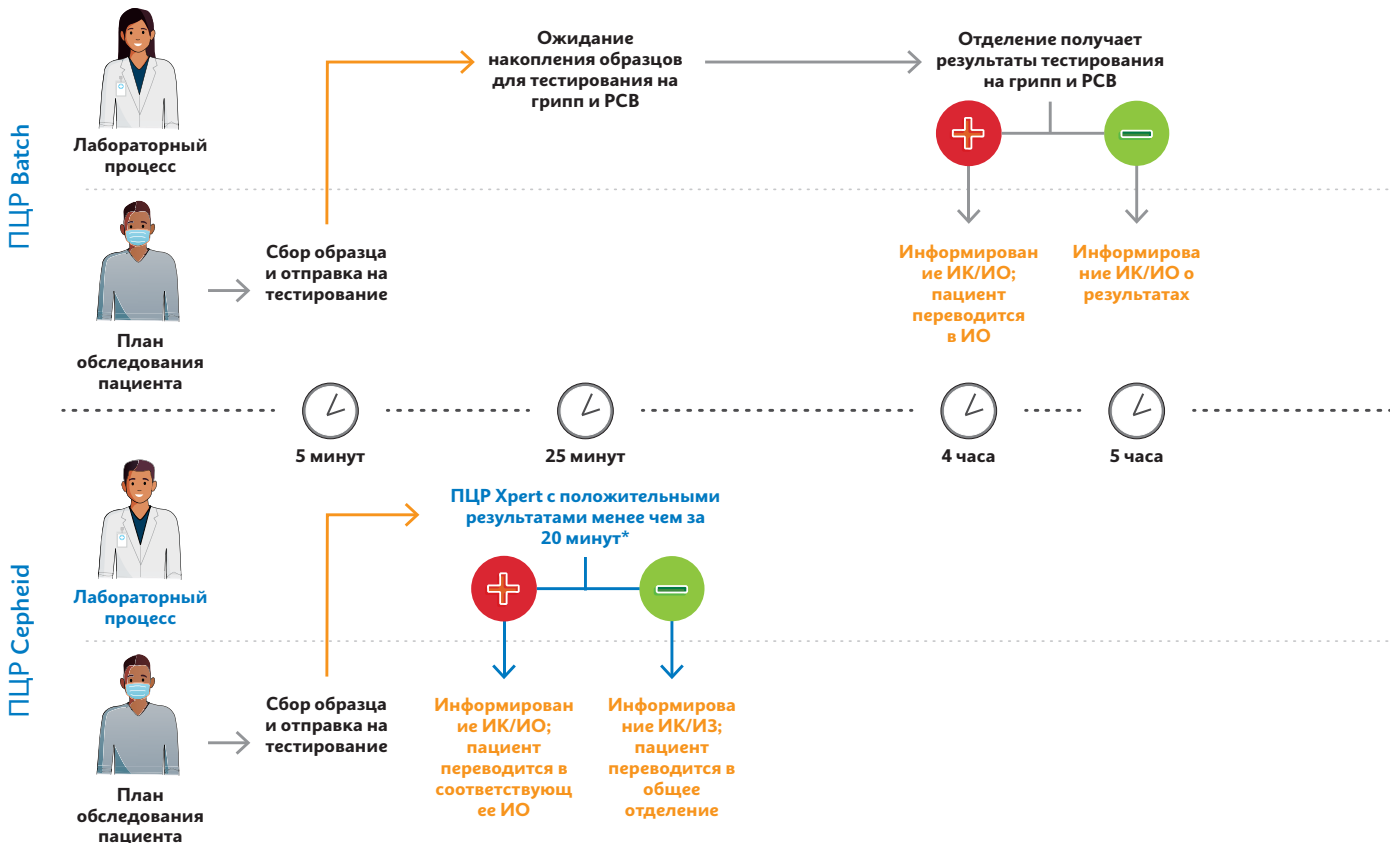 ПЦР Batch
Лабораторный
процесс
Ожидание
накопления образцов
для тестирования на
грипп и РСВ
Отделение получает
результаты тестирования
на грипп и РСВ
План
обследования
пациента
Сбор образца
и отправка на
тестирование
Информирован
ие ИК/ИО;
пациент
переводится
в ИО
Информирова
ние ИК/ИО о
результатах
5 минут
25 минут
4 часа
5 часа
ПЦР Cepheid
Лабораторный
процесс
ПЦР Xpert с положительными
результатами менее чем за
20 минут*
План
обследования
пациента
Сбор образца
и отправка на
тестирование
Информирован
ие ИК/ИО;
пациент
переводится в
соответствующ
ее ИО
Информирова
ние ИК/ИЗ;
пациент
переводится в
общее
отделение